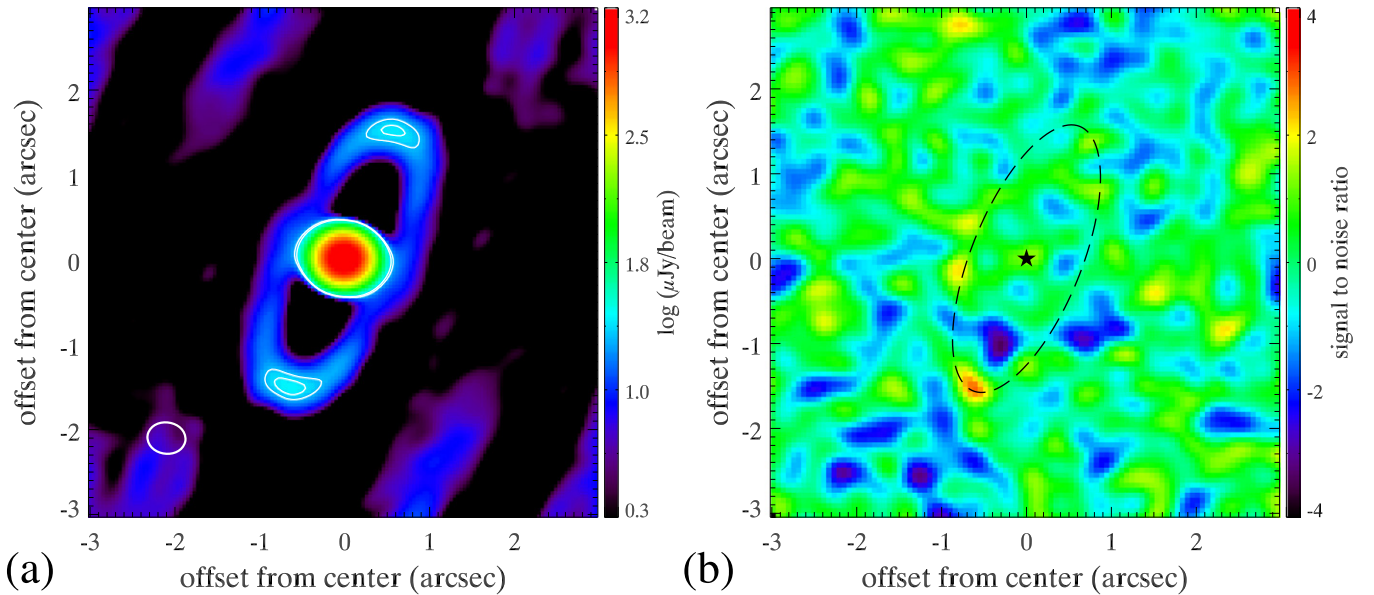 3.2
2.5
1.8
1.0
0.3
log (μJy/beam)
2
1
0
-1
-2
-3
offset from center (arcsec)
-3 -2 -1 0 1 2
offset from center (arcsec)
(a)
4
2
0
-2
-4
signal to noise ratio
2
1
0
-1
-2
-3
offset from center (arcsec)
-3 -2 -1 0 1 2
offset from center (arcsec)
(b)